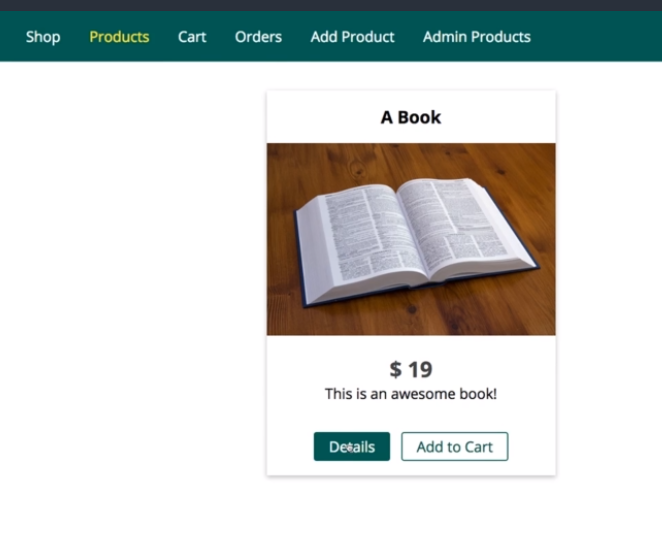 Shop Products Cart Orders Add Product Admin Products
A Book
$ 19
This is an awesome book!
Details Add to Cart